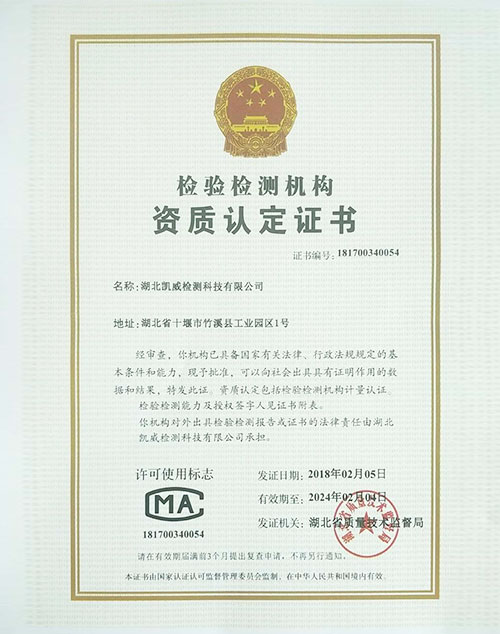 检验检测机构
资质认定证书
证书编号：181700340054
名称：湖北凯威检测科技有限公司
地址：湖北省十堰市竹溪县工业园区1号
经审查，你机构已具备国家有关法律、行政法规规定的基
本条件和能力，现予批准，可以向社会出具具有证明作用的数
据和结果，特发此证。资质认定包括检验检测机构计量认证。
检验检测能力及授权签字人见证书附表。
你机构对外出具检验检测报告或证书的法律责任由湖北
凯威检测科技有限公司承担。
许可使用标志
MA
181700340054
发证日期：2018年02月05日
有效期至：2024年02月04日
发证机关：湖北省质量技术监督局
湖北省质量技术监督局
请在有效期届满前3个月提出复查申请，不再另行通知。
本证书由国家认证认可监督管理委员会监制，在中华人民共和国境内有效。